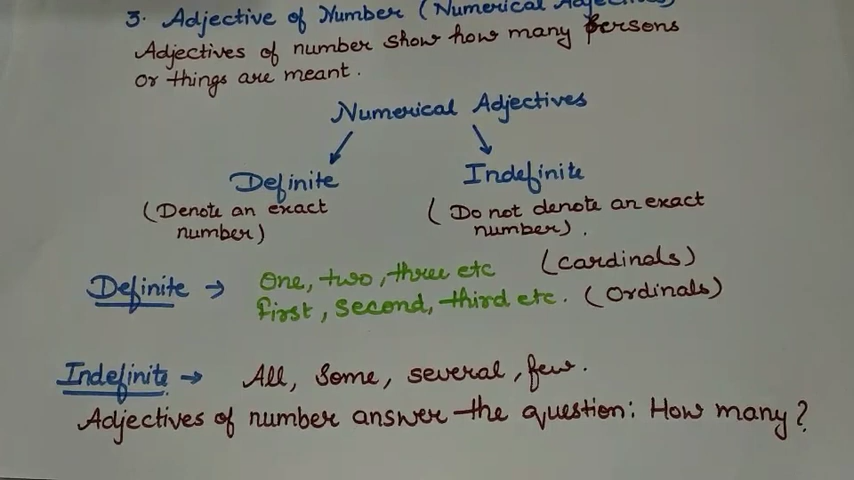 3. Adjective of Number (Numerical Adjectives)
Adjectives of number show how many persons
or things are meant.
Numerical Adjectives
Definite Indefinite
(Denote an exact number) (Do not denote an exact number).
Definite → One, two, three etc (cardinals)
first, second, third etc. (Ordinals)
Indefinite → All, some, several, few.
Adjectives of number answer the question: How many?